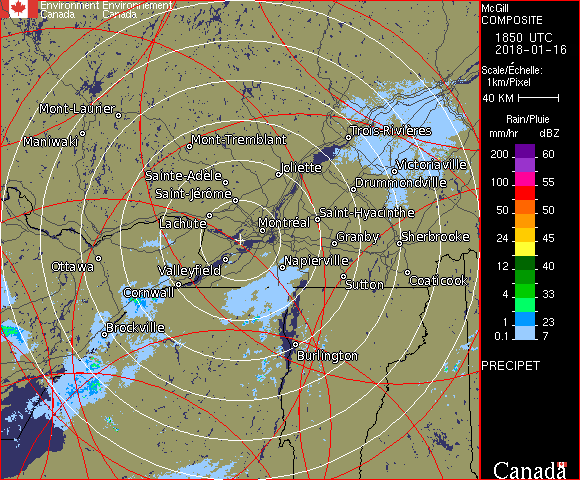 Environment Environnement
Canada Canada
McGill
COMPOSITE
1850 UTC
2018-01-16
Scale/Échelle:
1km/Pixel
40 KM
Rain/Pluie
mm/hr dBZ
200 60
150 57
100 55
50 50
24 45
12 40
4 33
1 23
0.1 7
PRECIPET
Canada
Mont-Laurier
Maniwaki
Trois-Rivières
Mont-Tremblant
Victoriaville
Joliette
Sainte-Adèle
Drummondville
Saint-Jérôme
Saint-Hyacinthe
Lachute
Montréal
Granby
Sherbrooke
Ottawa
Napierville
Valleyfield
Coaticook
Sutton
Cornwall
Brockville
Burlington